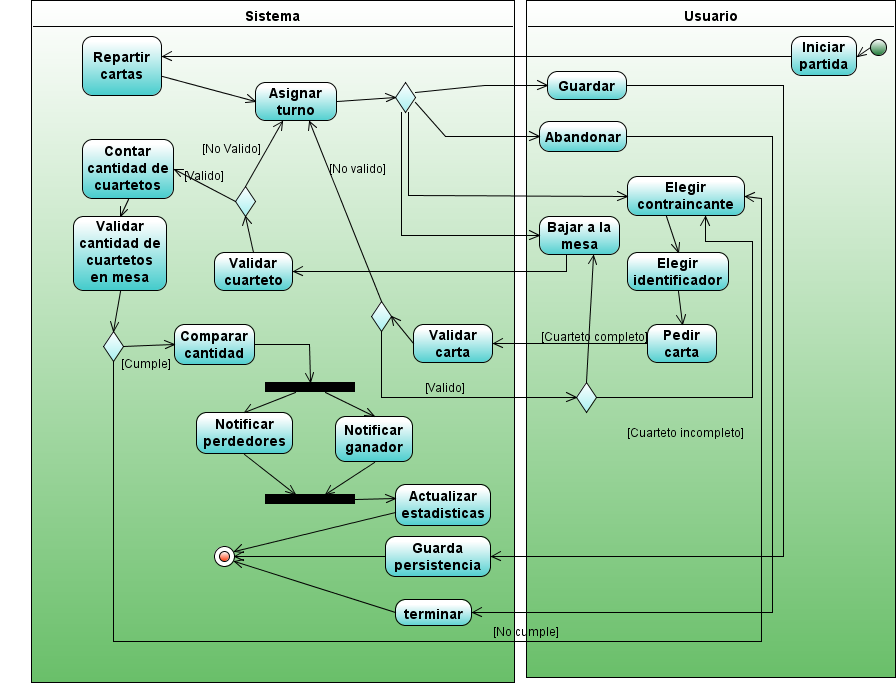 Sistema
Usuario
Iniciar
partida
Repartir
cartas
Asignar
turno
Guardar
Abandonar
Contar
cantidad de
cuartetos
[No Valido]
[Valido]
[No valido]
Elegir
contraincante
Validar
cantidad de
cuartetos
en mesa
Bajar a la
mesa
Validar
cuarteto
Elegir
identificador
Comparar
cantidad
[Cumple]
Validar
carta
[Cuarteto completo]
Pedir
carta
[Valido]
Notificar
perdedores
Notificar
ganador
[Cuarteto incompleto]
Actualizar
estadisticas
Guarda
persistencia
terminar
[No cumple]